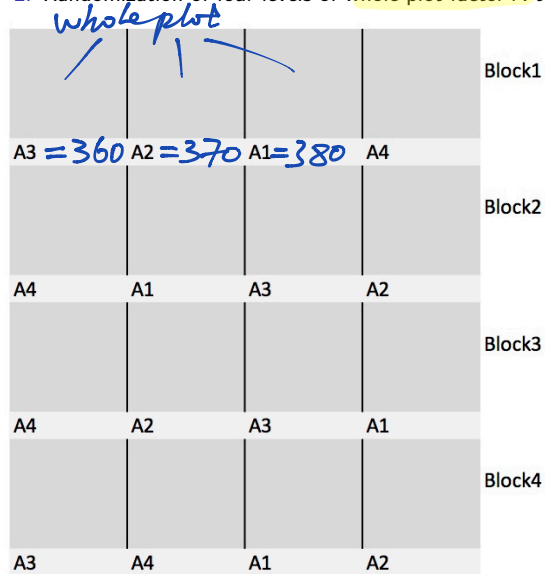 whole plot
Block1
A3 = 360 A2 = 370 A1 = 380 A4
Block2
A4 A1 A3 A2
Block3
A4 A2 A3 A1
Block4
A3 A4 A1 A2